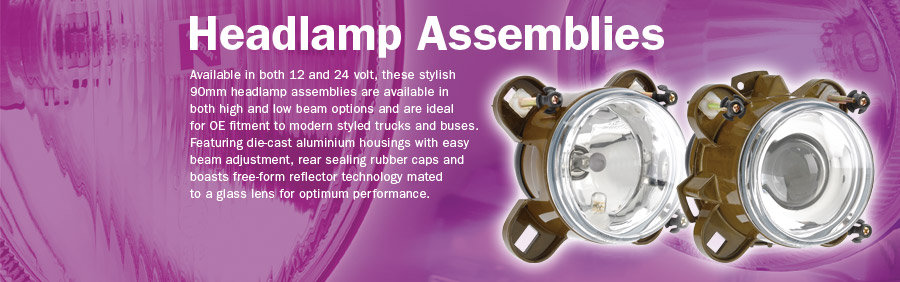 Headlamp Assemblies
Available in both 12 and 24 volt, these stylish
90mm headlamp assemblies are available in
both high and low beam options and are ideal
for OE fitment to modern styled trucks and buses.
Featuring die-cast aluminium housings with easy
beam adjustment, rear sealing rubber caps and
boasts free-form reflector technology mated
to a glass lens for optimum performance.